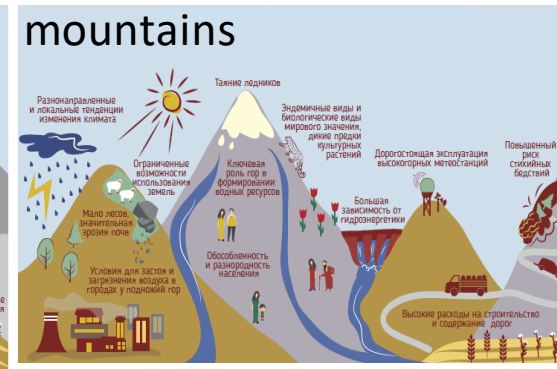 mountains
Разнонаправленные
и локальные тенденции
изменения климата
Таяние ледников
Эндемичные виды и
биологические виды
мирового значения,
дикие предки
культурных
растений
Ограниченные
возможности
использования
земель
Ключевая
роль гор в
формировании
водных ресурсов
Дорогостоящая эксплуатация
высокогорных метеостанций
Повышенный
риск
стихийных
бедствий
Мало лесов,
значительная
эрозия почв
Большая
зависимость от
гидроэнергетики
Обособленность
и разнородность
населения
Условия для застоя и
загрязнения воздуха в
городах у подножий гор
Высокие расходы на строительство
и содержание дорог